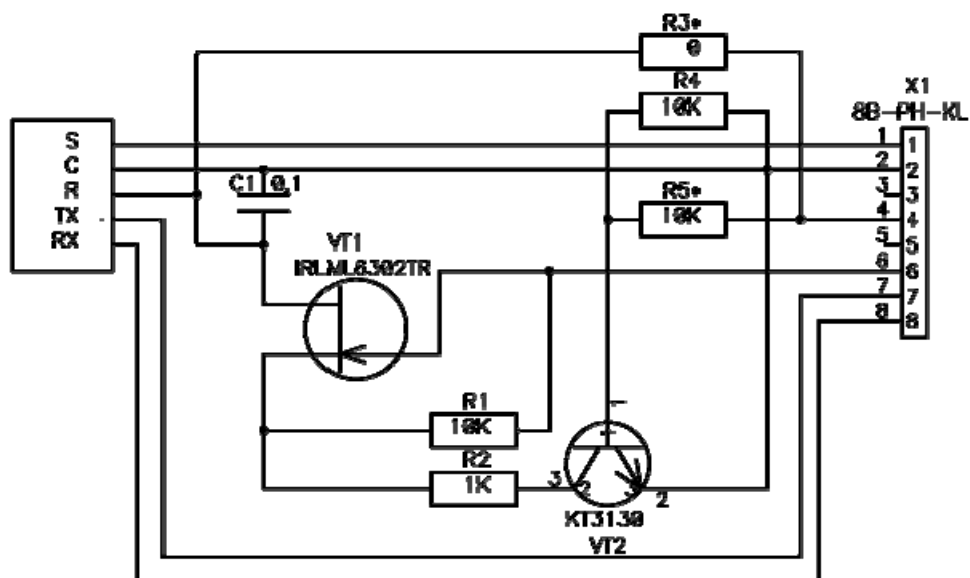 R3*
0
R4
10K
X1
8B-PH-KL
S
C
R
TX
RX
C1 0,1
R5*
10K
1 1
2 2
3 3
4 4
5 5
6 6
7 7
8 8
VT1
IRLML6302TR
R1
10K
R2
1K
1
3
2
2
KT3130
VT2